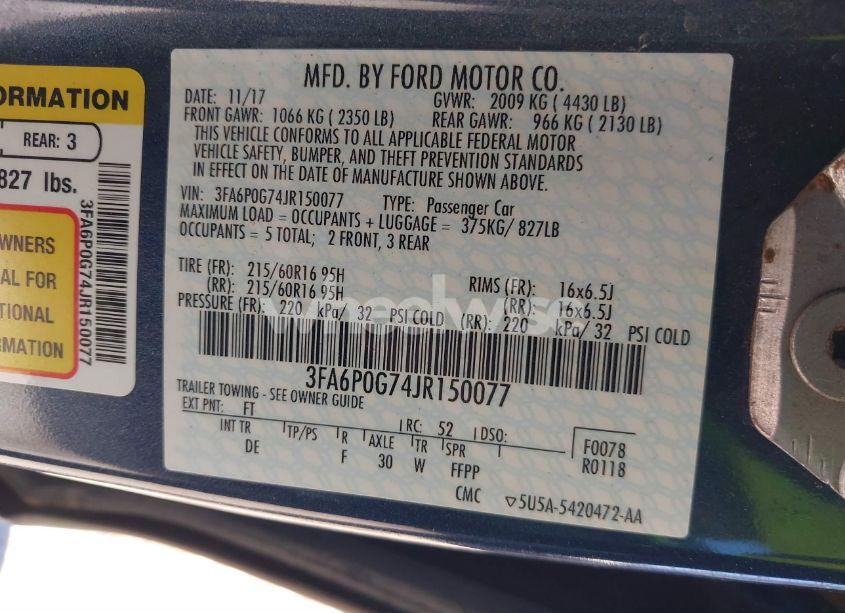 ORMATION
REAR: 3
827 lbs.
3FA6P0G74JR150077
WNERS
AL FOR
TIONAL
ORMATION
MFD. BY FORD MOTOR CO.
DATE: 11/17 GVWR: 2009 KG ( 4430 LB)
FRONT GAWR: 1066 KG ( 2350 LB) REAR GAWR: 966 KG ( 2130 LB)
THIS VEHICLE CONFORMS TO ALL APPLICABLE FEDERAL MOTOR
VEHICLE SAFETY, BUMPER, AND THEFT PREVENTION STANDARDS
IN EFFECT ON THE DATE OF MANUFACTURE SHOWN ABOVE.
VIN: 3FA6P0G74JR150077 TYPE: Passenger Car
MAXIMUM LOAD = OCCUPANTS + LUGGAGE = 375KG/ 827LB
OCCUPANTS = 5 TOTAL; 2 FRONT, 3 REAR
TIRE (FR): 215/60R16 95H RIMS (FR): 16x6.5J
(RR): 215/60R16 95H (RR): 16x6.5J
PRESSURE (FR): 220 kPa/ 32 PSI COLD (RR): 220 kPa/ 32 PSI COLD
wheelwise
3FA6P0G74JR150077
TRAILER TOWING - SEE OWNER GUIDE
EXT PNT: FT RC: 52 DSO: F0078
INT TR TP/PS R AXLE TR SPR R0118
DE F 30 W FFPP
CMC ▽5U5A-5420472-AA